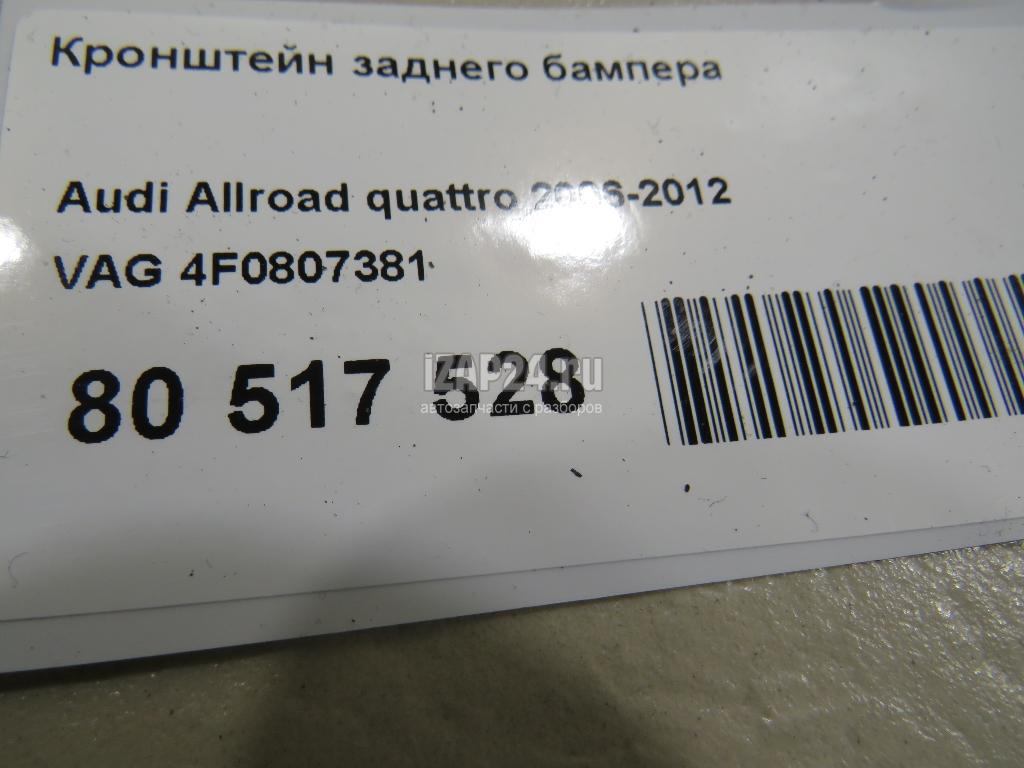 Кронштейн заднего бампера
Audi Allroad quattro 2006-2012
VAG 4F0807381
80 517 528
iZAP24.ru
автозапчасти с разборов